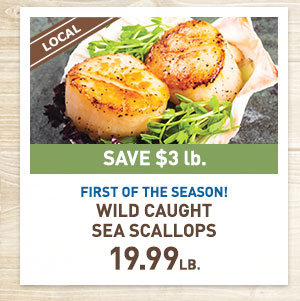 LOCAL
SAVE $3 lb.
FIRST OF THE SEASON!
WILD CAUGHT
SEA SCALLOPS
19.99LB.